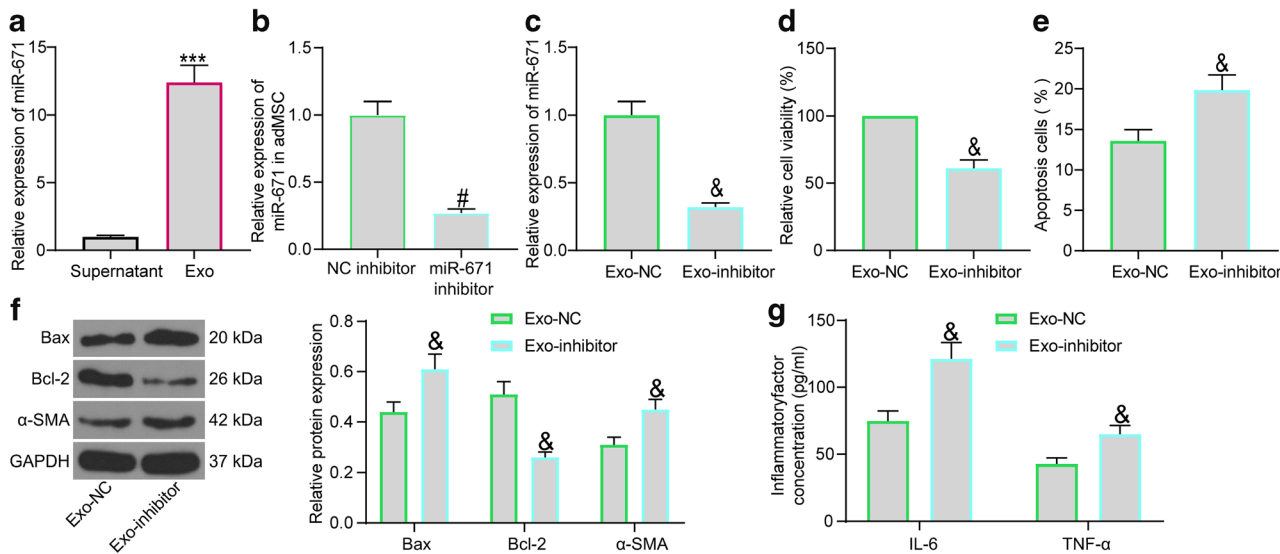 a
Relative expression of miR-671
15
10
5
0
***
Supernatant
Exo
b
Relative expression of
miR-671 in adMSC
1.5
1.0
0.5
0.0
#
NC inhibitor
miR-671
inhibitor
c
Relative expression of miR-671
1.5
1.0
0.5
0.0
&
Exo-NC
Exo-inhibitor
d
Relative cell viability (%)
150
100
50
0
&
Exo-NC
Exo-inhibitor
e
Apoptosis cells ( % )
25
20
15
10
5
0
&
Exo-NC
Exo-inhibitor
f
Bax
20 kDa
Bcl-2
26 kDa
α-SMA
42 kDa
GAPDH
37 kDa
Exo-NC
Exo-inhibitor
Relative protein expression
0.8
0.6
0.4
0.2
0.0
Exo-NC
Exo-inhibitor
&
&
&
Bax
Bcl-2
α-SMA
g
Inflammatoryfactor
concentration (pg/ml)
150
100
50
0
Exo-NC
Exo-inhibitor
&
&
IL-6
TNF-α